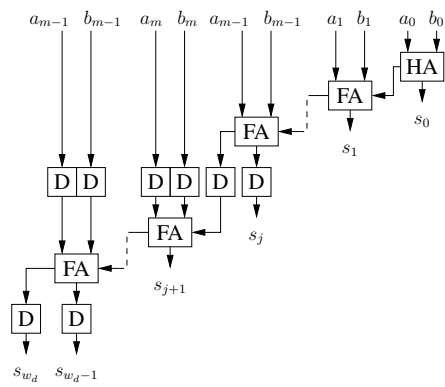 a_{m−1} b_{m−1} a_m b_m a_{m−1} b_{m−1} a_1 b_1 a_0 b_0
HA
FA
s_0
FA
s_1
D D D D D D
s_j
FA
FA
s_{j+1}
D D
s_{w_d} s_{w_d−1}